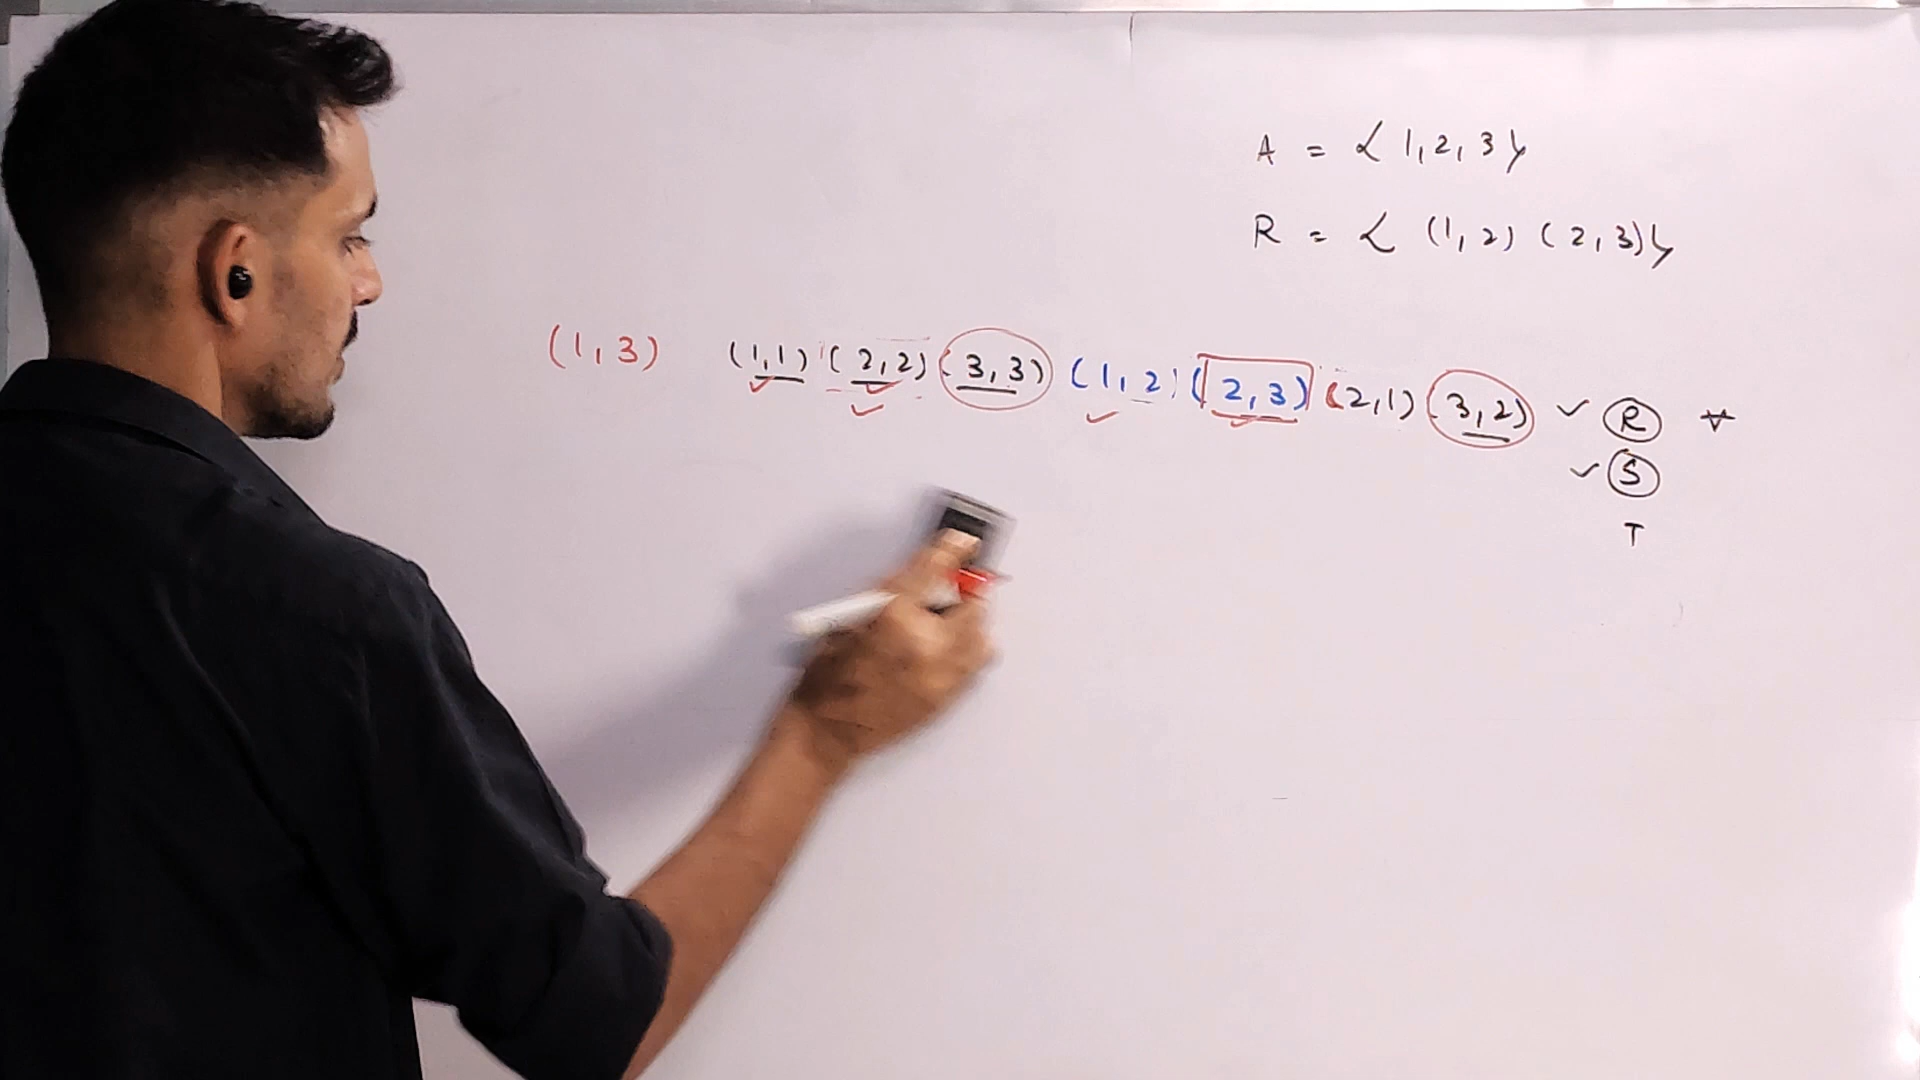 A = { 1, 2, 3 }
R = { (1, 2) (2, 3) }
(1, 3) (1, 1) (2, 2) (3, 3) (1, 2) (2, 3) (2, 1) (3, 2) ✓ R ∀
✓ S
T